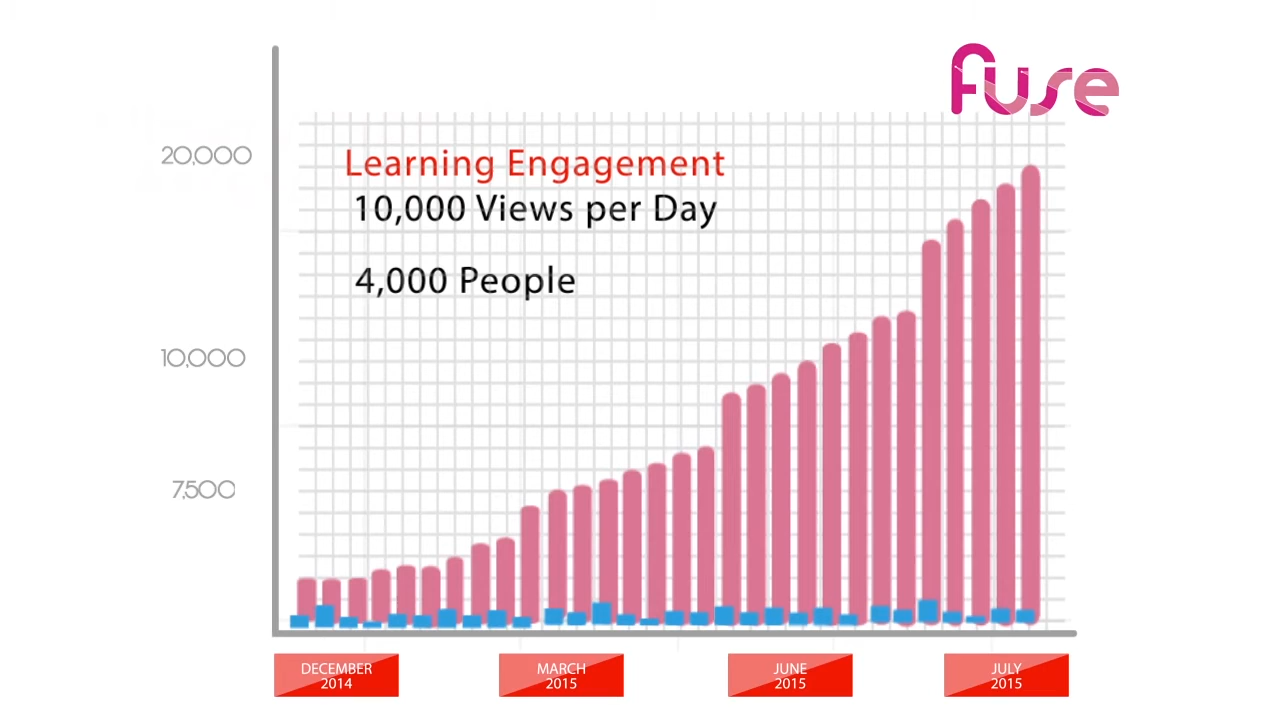 fuse
20,000
Learning Engagement
10,000 Views per Day
4,000 People
10,000
7,500
DECEMBER
2014
MARCH
2015
JUNE
2015
JULY
2015